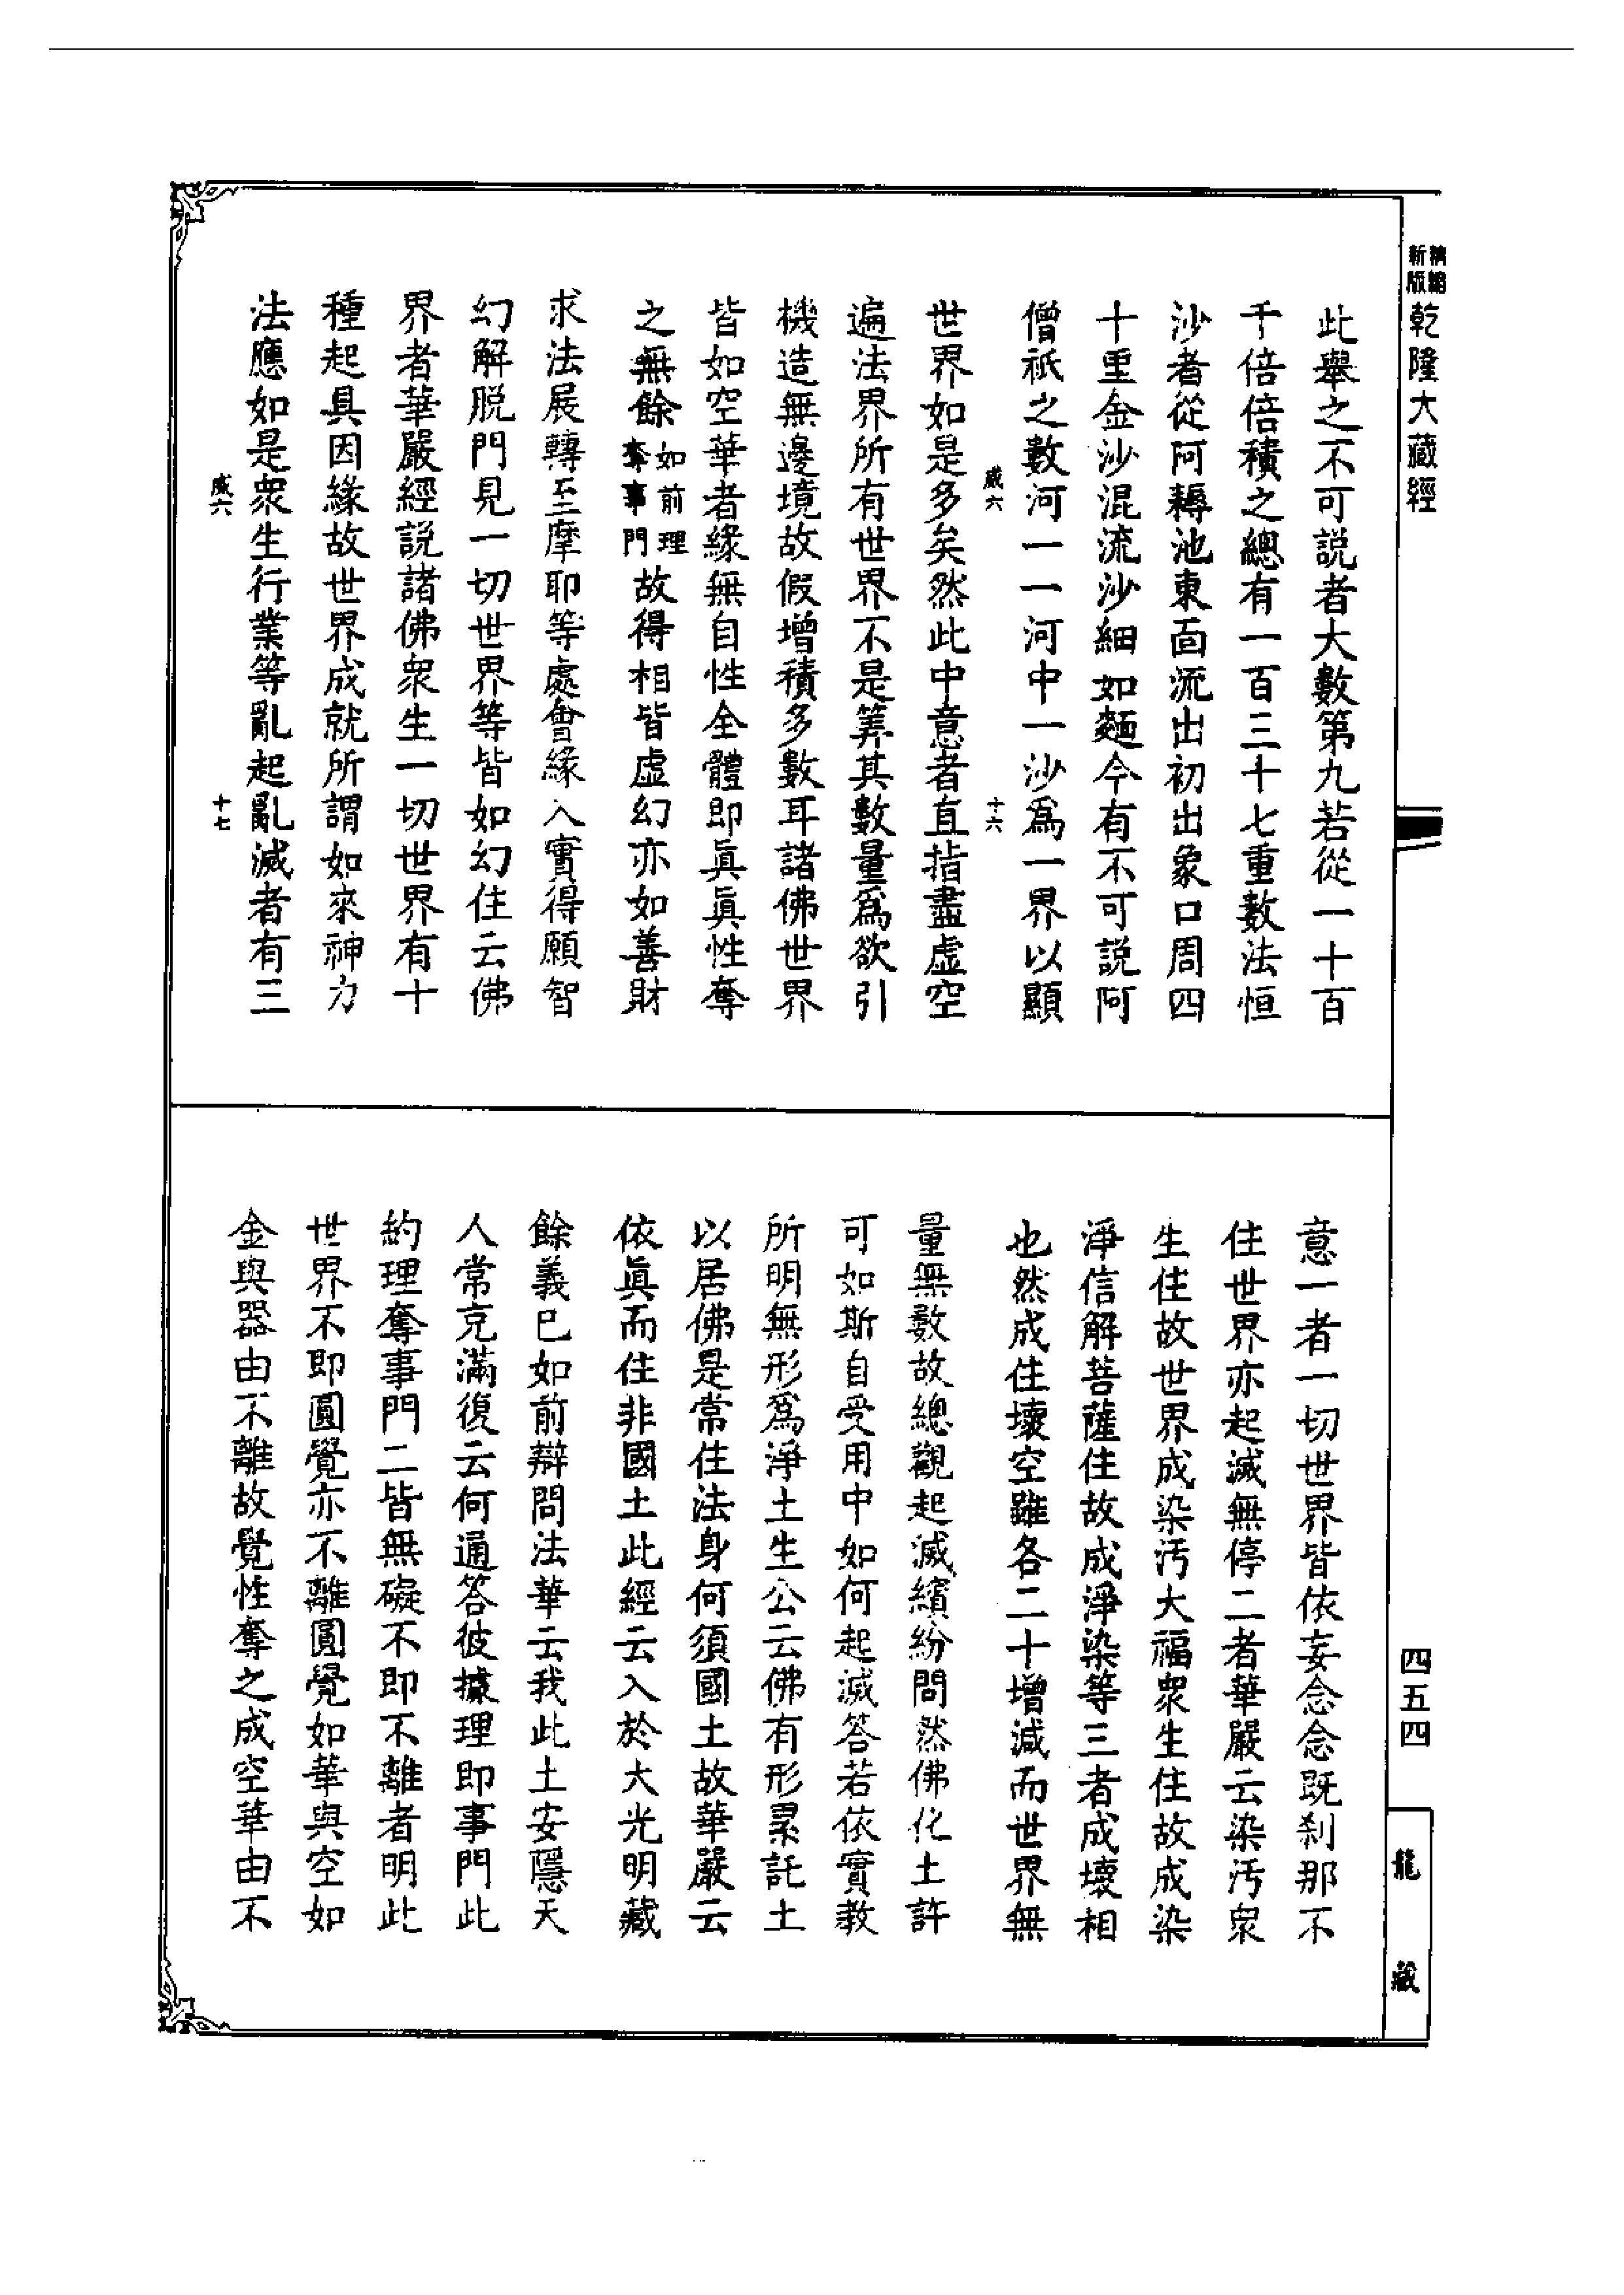 精縮
新版
乾隆大藏經
此舉之不可説者大數第九若從一十百
千倍倍積之總有一百三十七重數法恒
沙者從阿耨池東面流出初出象口周四
十里金沙混流沙細如麵今有不可説阿
僧祇之數河一一河中一沙爲一界以顯
咸六
十六
世界如是多矣然此中意者直指盡虚空
遍法界所有世界不是筭其數量爲欲引
機造無邊境故假增積多數耳諸佛世界
皆如空華者緣無自性全體即眞眞性奪
之無餘如前理奪事門故得相皆虚幻亦如善財
求法展轉至摩耶等處會緣入實得願智
幻解脱門見一切世界等皆如幻住云佛
界者華嚴經説諸佛衆生一切世界有十
種起具因緣故世界成就所謂如來神力
法應如是衆生行業等亂起亂滅者有三
咸六
十七
意一者一切世界皆依妄念念既刹那不
住世界亦起滅無停二者華嚴云染汚衆
生住故世界成染汚大福衆生住故成染
淨信解菩薩住故成淨染等三者成壞相
也然成住壞空雖各二十增減而世界無
量無數故總觀起滅繽紛問然佛化土許
可如斯自受用中如何起滅答若依實教
所明無形爲淨土生公云佛有形累託土
以居佛是常住法身何須國土故華嚴云
依眞而住非國土此經云入於大光明藏
餘義已如前辯問法華云我此土安隱天
人常充滿復云何通答彼據理即事門此
約理奪事門二皆無礙不即不離者明此
世界不即圓覺亦不離圓覺如華與空如
金與器由不離故覺性奪之成空華由不
四五四
龍藏